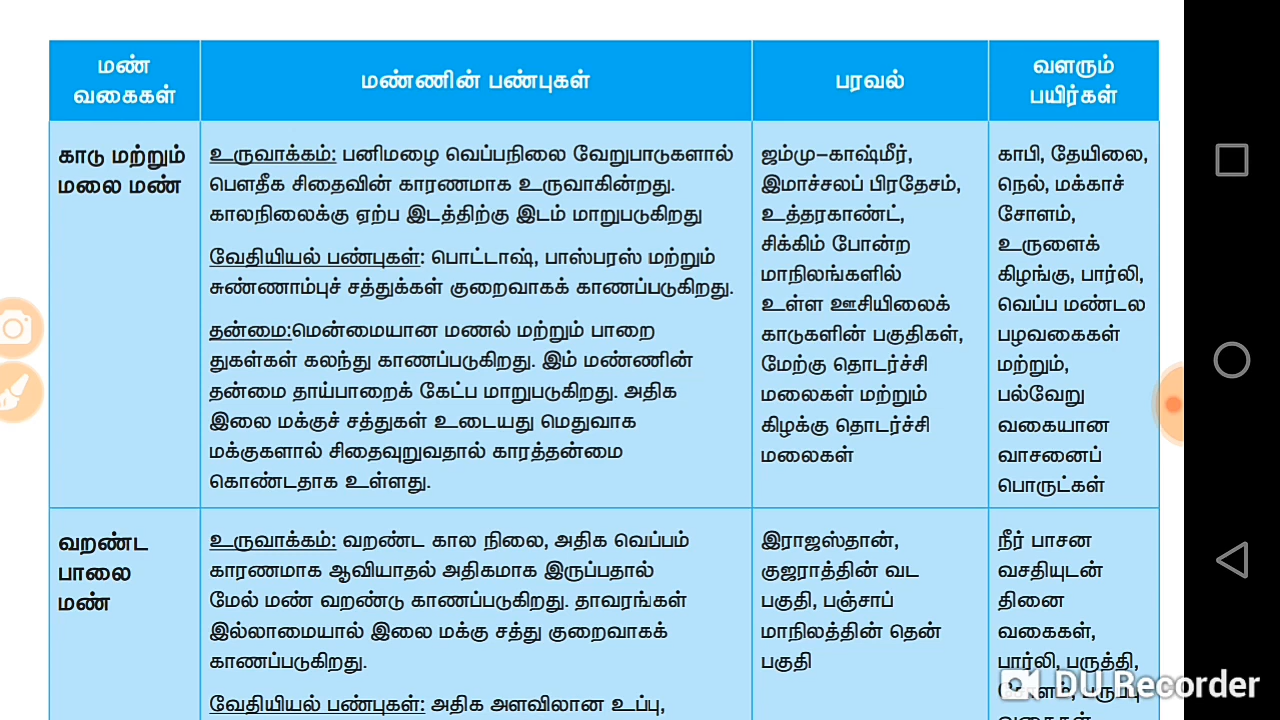 மண்
வகைகள்
மண்ணின் பண்புகள்
பரவல்
வளரும்
பயிர்கள்
காடு மற்றும்
மலை மண்
உருவாக்கம்: பனிமழை வெப்பநிலை வேறுபாடுகளால்
பௌதீக சிதைவின் காரணமாக உருவாகின்றது.
காலநிலைக்கு ஏற்ப இடத்திற்கு இடம் மாறுபடுகிறது
வேதியியல் பண்புகள்: பொட்டாஷ், பாஸ்பரஸ் மற்றும்
சுண்ணாம்புச் சத்துக்கள் குறைவாகக் காணப்படுகிறது.
தன்மை:மென்மையான மணல் மற்றும் பாறை
துகள்கள் கலந்து காணப்படுகிறது. இம் மண்ணின்
தன்மை தாய்பாறைக் கேட்ப மாறுபடுகிறது. அதிக
இலை மக்குச் சத்துகள் உடையது மெதுவாக
மக்குகளால் சிதைவுறுவதால் காரத்தன்மை
கொண்டதாக உள்ளது.
ஜம்மு–காஷ்மீர்,
இமாச்சலப் பிரதேசம்,
உத்தரகாண்ட்,
சிக்கிம் போன்ற
மாநிலங்களில்
உள்ள ஊசியிலைக்
காடுகளின் பகுதிகள்,
மேற்கு தொடர்ச்சி
மலைகள் மற்றும்
கிழக்கு தொடர்ச்சி
மலைகள்
காபி, தேயிலை,
நெல், மக்காச்
சோளம்,
உருளைக்
கிழங்கு, பார்லி,
வெப்ப மண்டல
பழவகைகள்
மற்றும்,
பல்வேறு
வகையான
வாசனைப்
பொருட்கள்
வறண்ட
பாலை
மண்
உருவாக்கம்: வறண்ட கால நிலை, அதிக வெப்பம்
காரணமாக ஆவியாதல் அதிகமாக இருப்பதால்
மேல் மண் வறண்டு காணப்படுகிறது. தாவரங்கள்
இல்லாமையால் இலை மக்கு சத்து குறைவாகக்
காணப்படுகிறது.
வேதியியல் பண்புகள்: அதிக அளவிலான உப்பு,
இராஜஸ்தான்,
குஜராத்தின் வட
பகுதி, பஞ்சாப்
மாநிலத்தின் தென்
பகுதி
நீர் பாசன
வசதியுடன்
தினை
வகைகள்,
பார்லி, பருத்தி,
DU Recorder